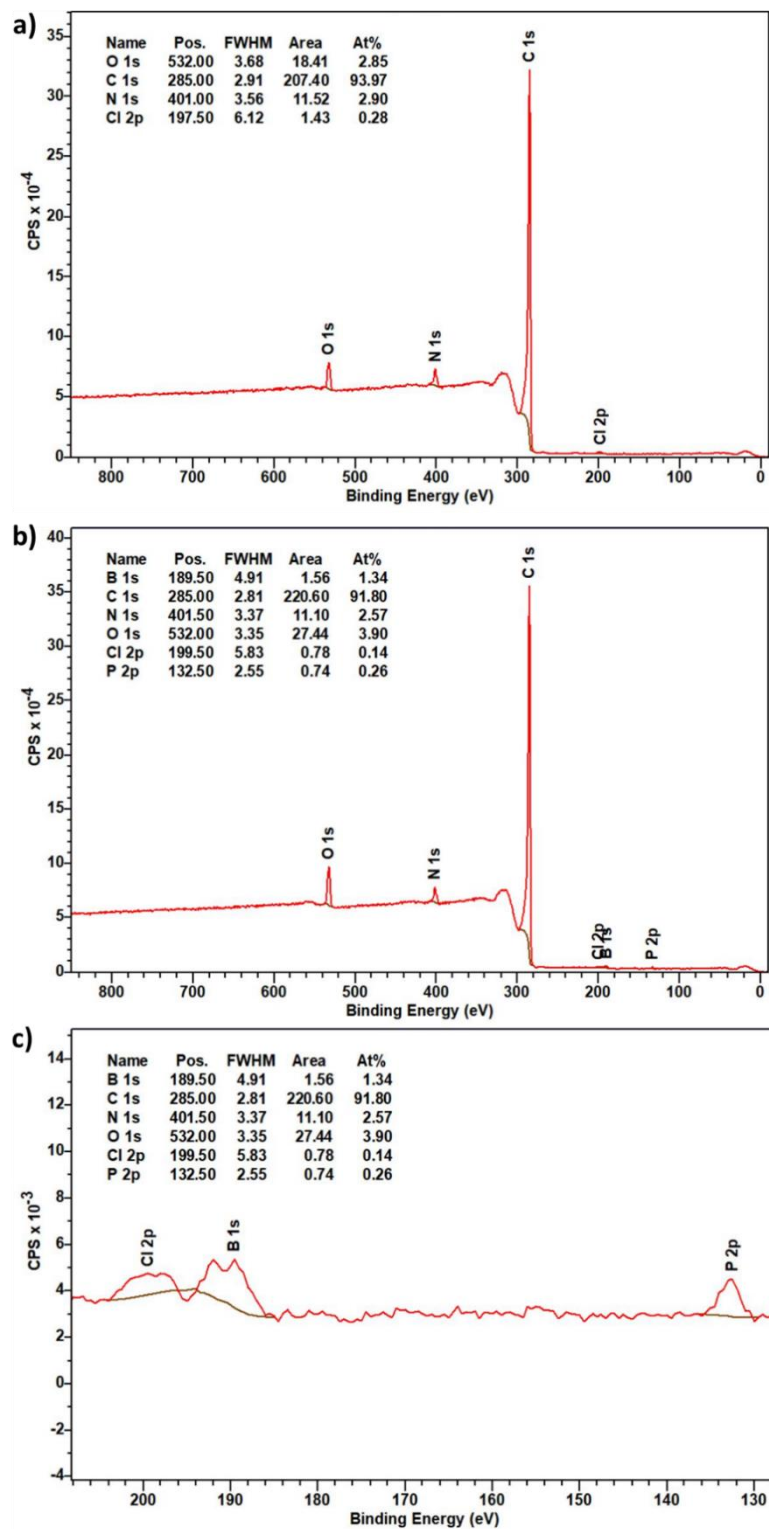 a)
Name Pos. FWHM Area At%
O 1s 532.00 3.68 18.41 2.85
C 1s 285.00 2.91 207.40 93.97
N 1s 401.00 3.56 11.52 2.90
Cl 2p 197.50 6.12 1.43 0.28
C 1s
O 1s
N 1s
Cl 2p
CPS x 10⁻⁴
35
30
25
20
15
10
5
0
800 700 600 500 400 300 200 100 0
Binding Energy (eV)
b)
Name Pos. FWHM Area At%
B 1s 189.50 4.91 1.56 1.34
C 1s 285.00 2.81 220.60 91.80
N 1s 401.50 3.37 11.10 2.57
O 1s 532.00 3.35 27.44 3.90
Cl 2p 199.50 5.83 0.78 0.14
P 2p 132.50 2.55 0.74 0.26
C 1s
O 1s
N 1s
Cl 2p
B 1s
P 2p
CPS x 10⁻⁴
40
35
30
25
20
15
10
5
0
800 700 600 500 400 300 200 100 0
Binding Energy (eV)
c)
Name Pos. FWHM Area At%
B 1s 189.50 4.91 1.56 1.34
C 1s 285.00 2.81 220.60 91.80
N 1s 401.50 3.37 11.10 2.57
O 1s 532.00 3.35 27.44 3.90
Cl 2p 199.50 5.83 0.78 0.14
P 2p 132.50 2.55 0.74 0.26
Cl 2p
B 1s
P 2p
CPS x 10⁻³
14
12
10
8
6
4
2
0
-2
-4
200 190 180 170 160 150 140 130
Binding Energy (eV)